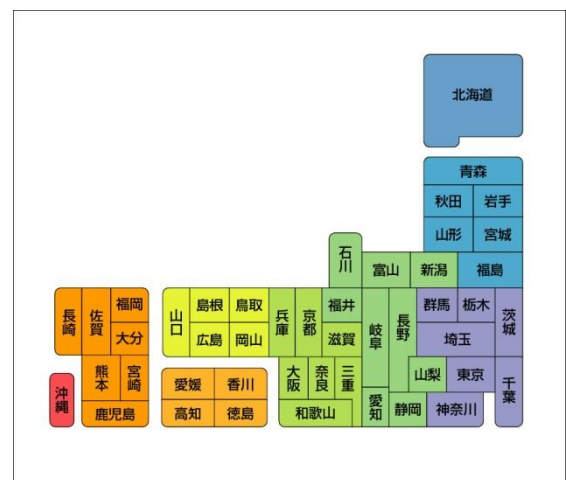 北海道
青森
秋田 岩手
山形 宮城
石川
富山 新潟 福島
長崎 佐賀 福岡 山口 島根 鳥取 兵庫 京都 福井 岐阜 長野 群馬 栃木 茨城
大分 広島 岡山 滋賀 埼玉
沖縄 熊本 宮崎 愛媛 香川 大阪 奈良 三重 山梨 東京 千葉
鹿児島 高知 徳島 和歌山 愛知 静岡 神奈川